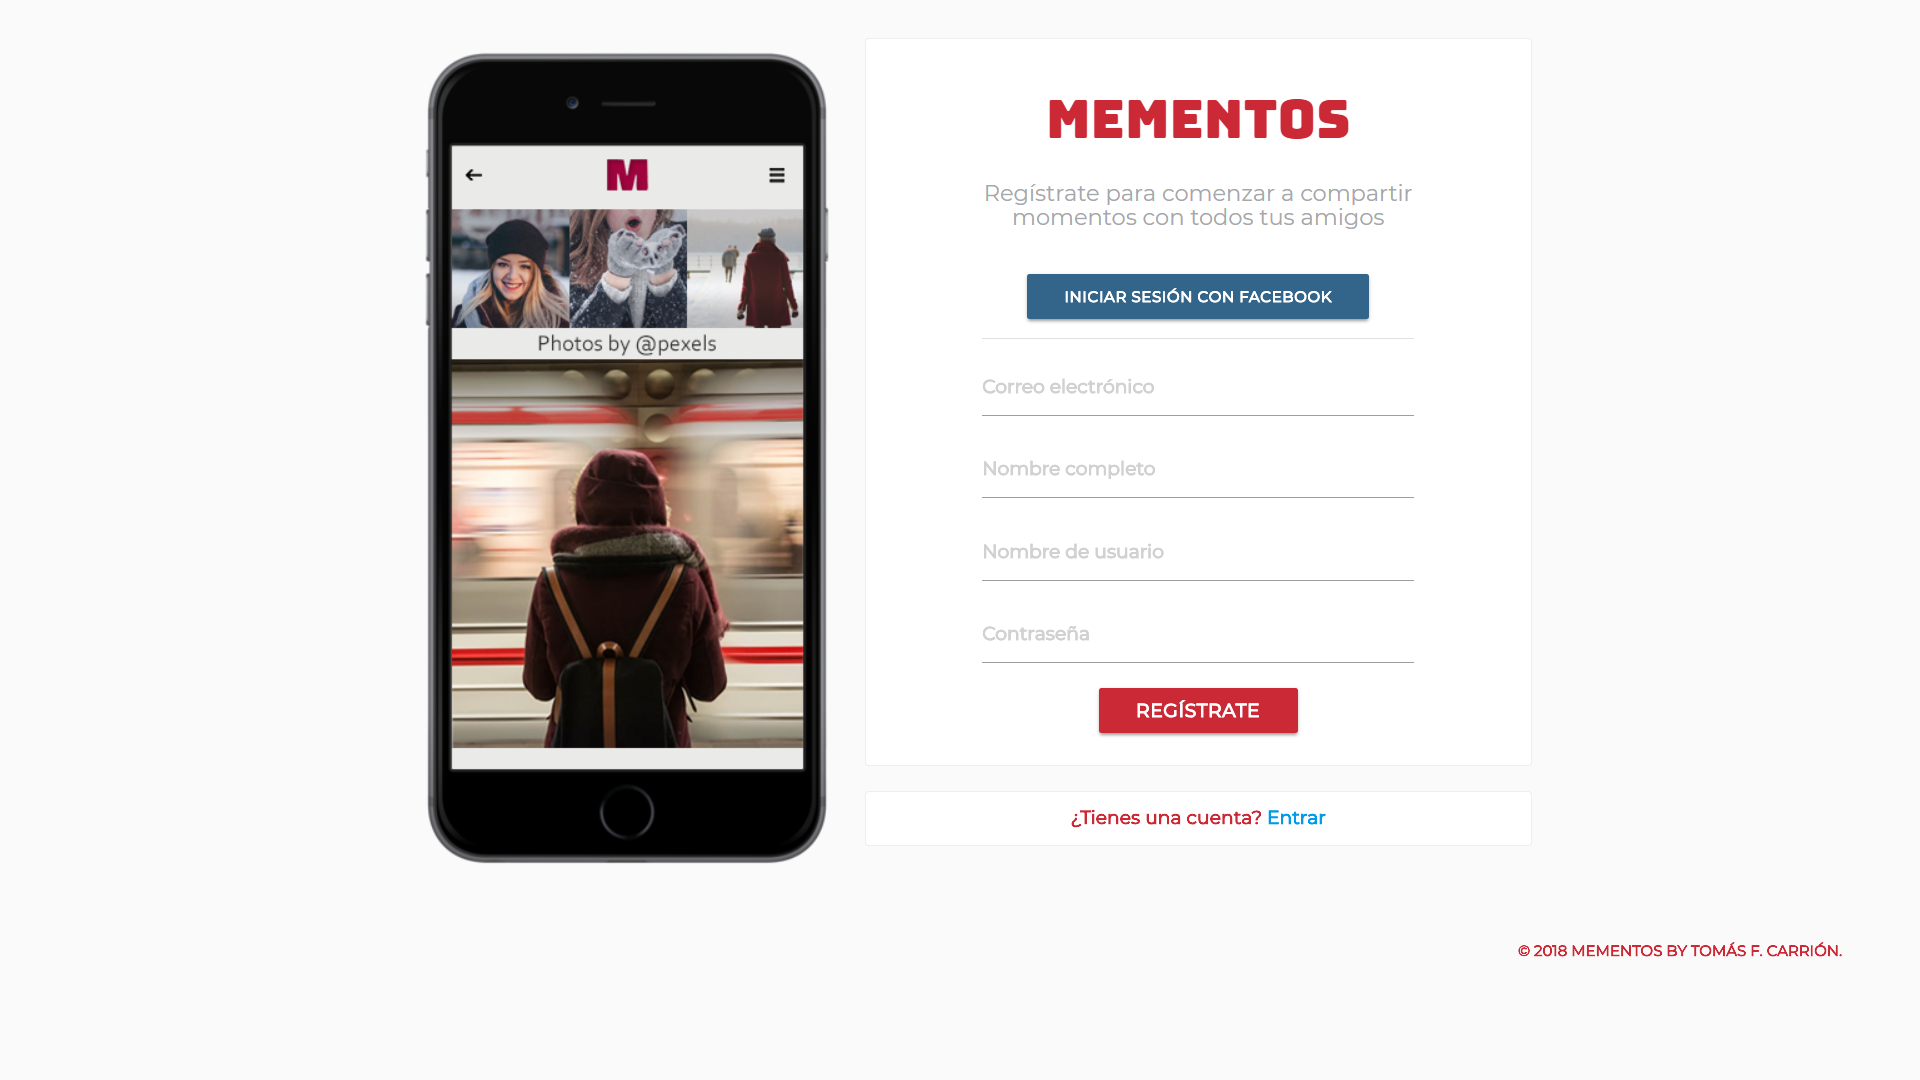 M
Photos by @pexels
MEMENTOS
Regístrate para comenzar a compartir
momentos con todos tus amigos
INICIAR SESIÓN CON FACEBOOK
Correo electrónico
Nombre completo
Nombre de usuario
Contraseña
REGÍSTRATE
¿Tienes una cuenta? Entrar
© 2018 MEMENTOS BY TOMÁS F. CARRIÓN.